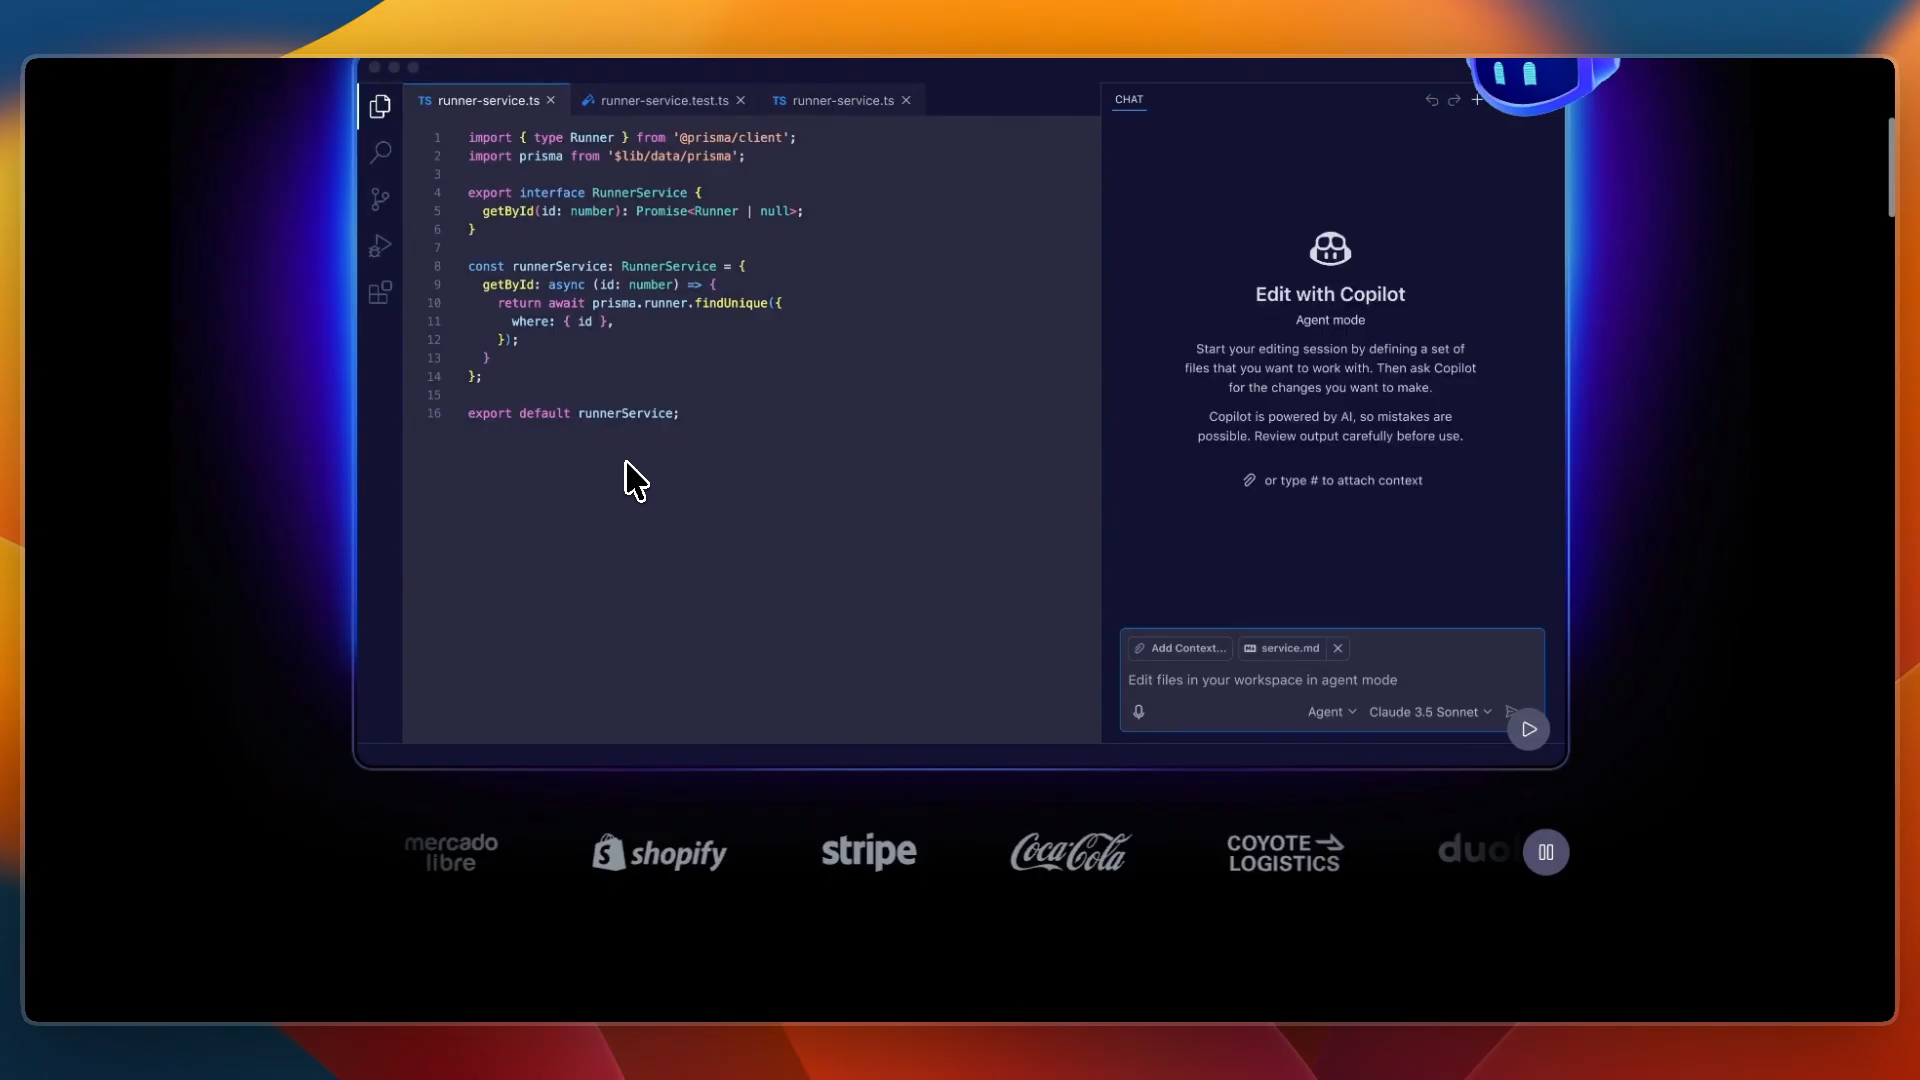 TS runner-service.ts
runner-service.test.ts
TS runner-service.ts
1 import { type Runner } from '@prisma/client';
2 import prisma from '$lib/data/prisma';
3
4 export interface RunnerService {
5 getById(id: number): Promise<Runner | null>;
6 }
7
8 const runnerService: RunnerService = {
9 getById: async (id: number) => {
10 return await prisma.runner.findUnique({
11 where: { id },
12 });
13 }
14 };
15
16 export default runnerService;
CHAT
Edit with Copilot
Agent mode
Start your editing session by defining a set of
files that you want to work with. Then ask Copilot
for the changes you want to make.
Copilot is powered by AI, so mistakes are
possible. Review output carefully before use.
or type # to attach context
Add Context...
service.md
Edit files in your workspace in agent mode
Agent
Claude 3.5 Sonnet
mercado
libre
shopify
stripe
Coca-Cola
COYOTE
LOGISTICS
duo